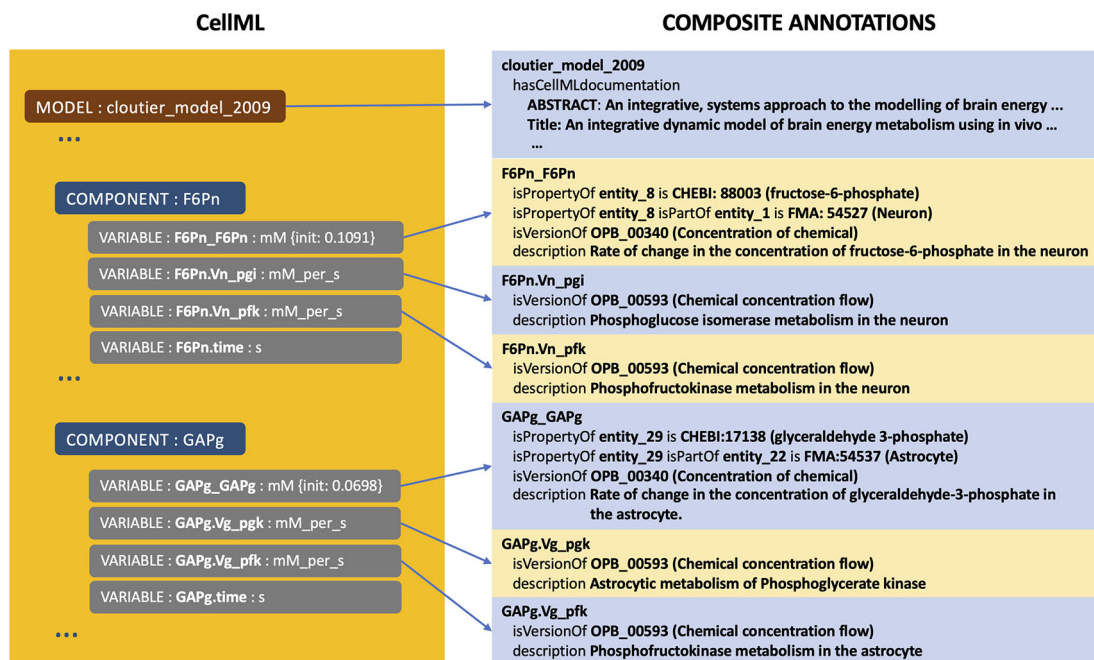 CellML
MODEL : cloutier_model_2009
...
COMPONENT : F6Pn
VARIABLE : F6Pn_F6Pn : mM {init: 0.1091}
VARIABLE : F6Pn.Vn_pgi : mM_per_s
VARIABLE : F6Pn.Vn_pfk : mM_per_s
VARIABLE : F6Pn.time : s
...
COMPONENT : GAPg
VARIABLE : GAPg_GAPg : mM {init: 0.0698}
VARIABLE : GAPg.Vg_pgk : mM_per_s
VARIABLE : GAPg.Vg_pfk : mM_per_s
VARIABLE : GAPg.time : s
...
COMPOSITE ANNOTATIONS
cloutier_model_2009
hasCellMLdocumentation
ABSTRACT: An integrative, systems approach to the modelling of brain energy ...
Title: An integrative dynamic model of brain energy metabolism using in vivo ...
...
F6Pn_F6Pn
isPropertyOf entity_8 is CHEBI: 88003 (fructose-6-phosphate)
isPropertyOf entity_8 isPartOf entity_1 is FMA: 54527 (Neuron)
isVersionOf OPB_00340 (Concentration of chemical)
description Rate of change in the concentration of fructose-6-phosphate in the neuron
F6Pn.Vn_pgi
isVersionOf OPB_00593 (Chemical concentration flow)
description Phosphoglucose isomerase metabolism in the neuron
F6Pn.Vn_pfk
isVersionOf OPB_00593 (Chemical concentration flow)
description Phosphofructokinase metabolism in the neuron
GAPg_GAPg
isPropertyOf entity_29 is CHEBI:17138 (glyceraldehyde 3-phosphate)
isPropertyOf entity_29 isPartOf entity_22 is FMA:54537 (Astrocyte)
isVersionOf OPB_00340 (Concentration of chemical)
description Rate of change in the concentration of glyceraldehyde-3-phosphate in
the astrocyte.
GAPg.Vg_pgk
isVersionOf OPB_00593 (Chemical concentration flow)
description Astrocytic metabolism of Phosphoglycerate kinase
GAPg.Vg_pfk
isVersionOf OPB_00593 (Chemical concentration flow)
description Phosphofructokinase metabolism in the astrocyte